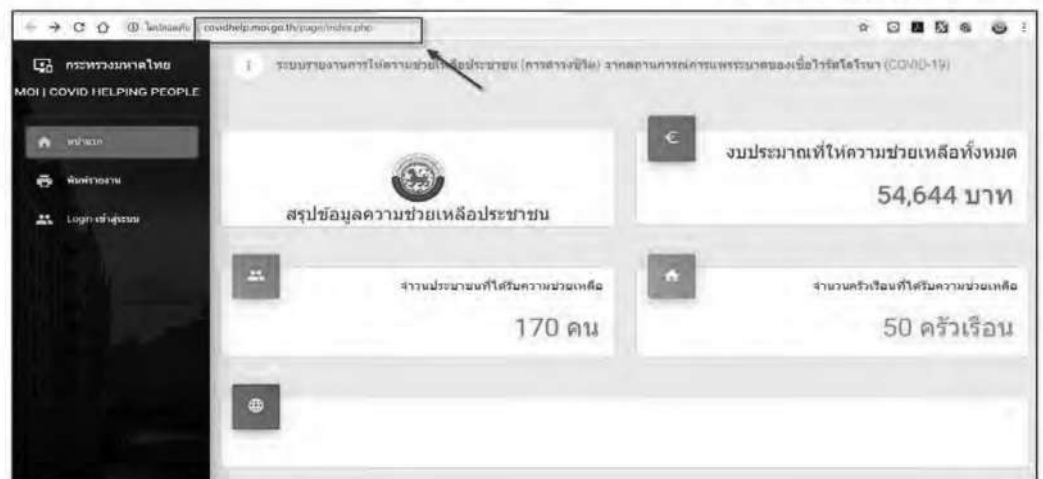 ไม่ปลอดภัย covidhelp.moi.go.th/page/index.php
กระทรวงมหาดไทย
MOI | COVID HELPING PEOPLE
ระบบรายงานการให้ความช่วยเหลือประชาชน (การดำรงชีวิต) จากสถานการณ์การแพร่ระบาดของเชื้อไวรัสโคโรนา (COVID-19)
หน้าแรก
พิมพ์รายงาน
Login เข้าสู่ระบบ
สรุปข้อมูลความช่วยเหลือประชาชน
งบประมาณที่ให้ความช่วยเหลือทั้งหมด
54,644 บาท
จำนวนประชาชนที่ได้รับความช่วยเหลือ
170 คน
จำนวนครัวเรือนที่ได้รับความช่วยเหลือ
50 ครัวเรือน